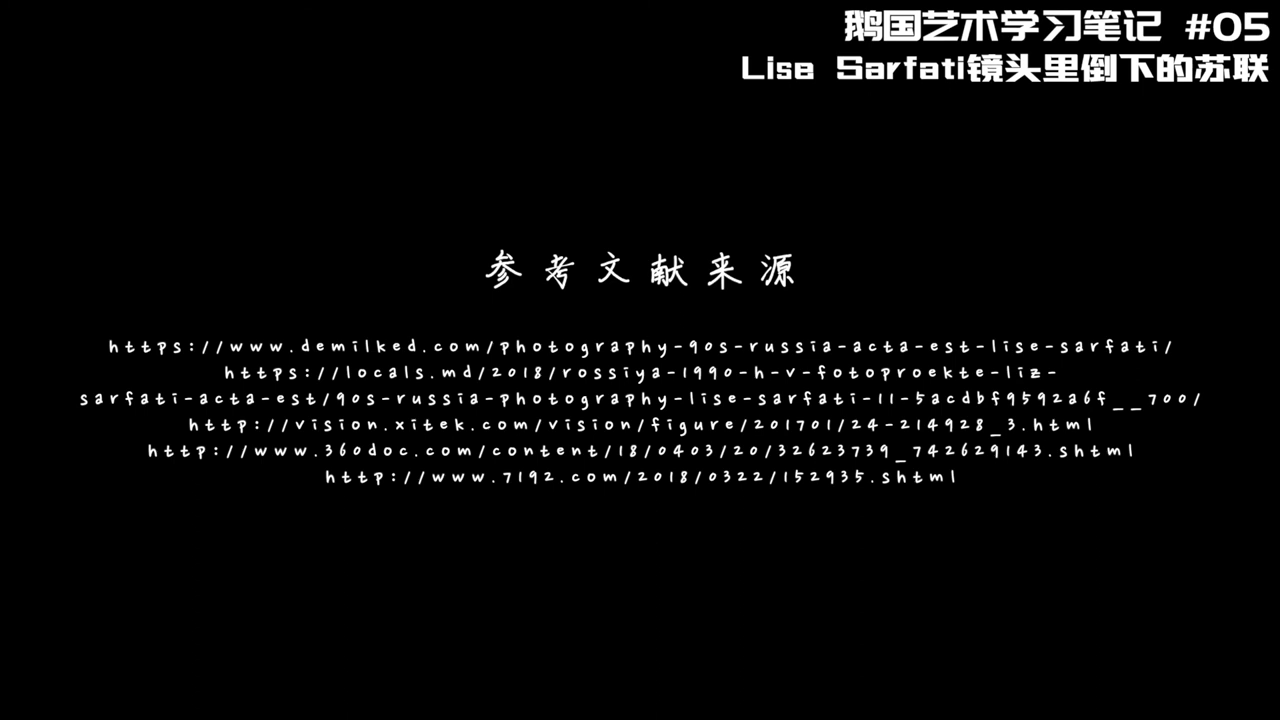 鹅国艺术学习笔记 #05
Lise Sarfati镜头里倒下的苏联
参考文献来源
https://www.demilked.com/photography-90s-russia-acta-est-lise-sarfati/
https://locals.md/2018/rossiya-1990-h-v-fotoproekte-liz-
sarfati-acta-est/90s-russia-photography-lise-sarfati-11-5acdbf9592a6f__700/
http://vision.xitek.com/vision/figure/201701/24-214928_3.html
http://www.360doc.com/content/18/0403/20/32623739_742629143.shtml
http://www.7192.com/2018/0322/152935.shtml